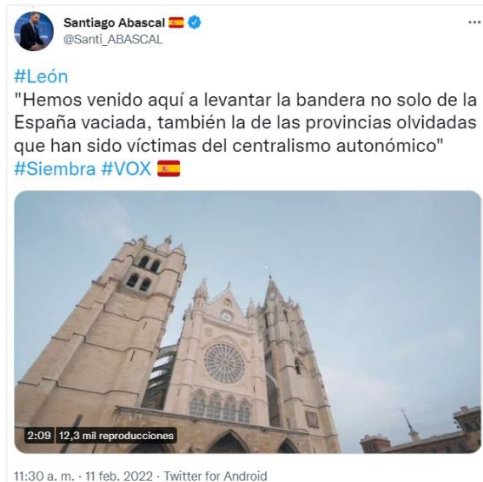 Santiago Abascal
@Santi_ABASCAL
#León
"Hemos venido aquí a levantar la bandera no solo de la
España vaciada, también la de las provincias olvidadas
que han sido víctimas del centralismo autonómico"
#Siembra #VOX
2:09 12,3 mil reproducciones
11:30 a. m. · 11 feb. 2022 · Twitter for Android